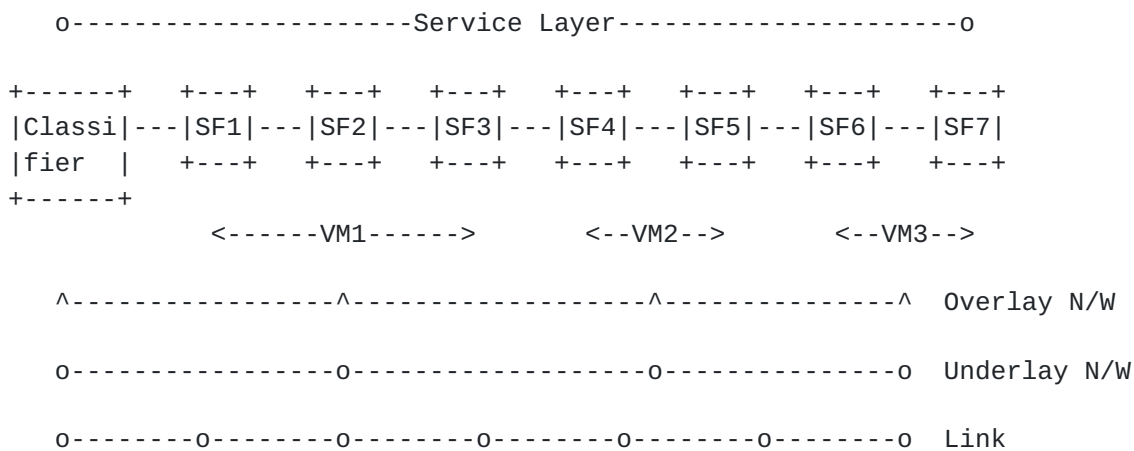 o----------------------Service Layer----------------------o
+------+   +---+   +---+   +---+   +---+   +---+   +---+   +---+
|Classi|---|SF1|---|SF2|---|SF3|---|SF4|---|SF5|---|SF6|---|SF7|
|fier  |   +---+   +---+   +---+   +---+   +---+   +---+   +---+
+------+
<------VM1------>       <--VM2-->       <--VM3-->
^-----------------^-------------------^---------------^  Overlay N/W
o-----------------o-------------------o---------------o  Underlay N/W
o--------o--------o--------o--------o--------o--------o  Link